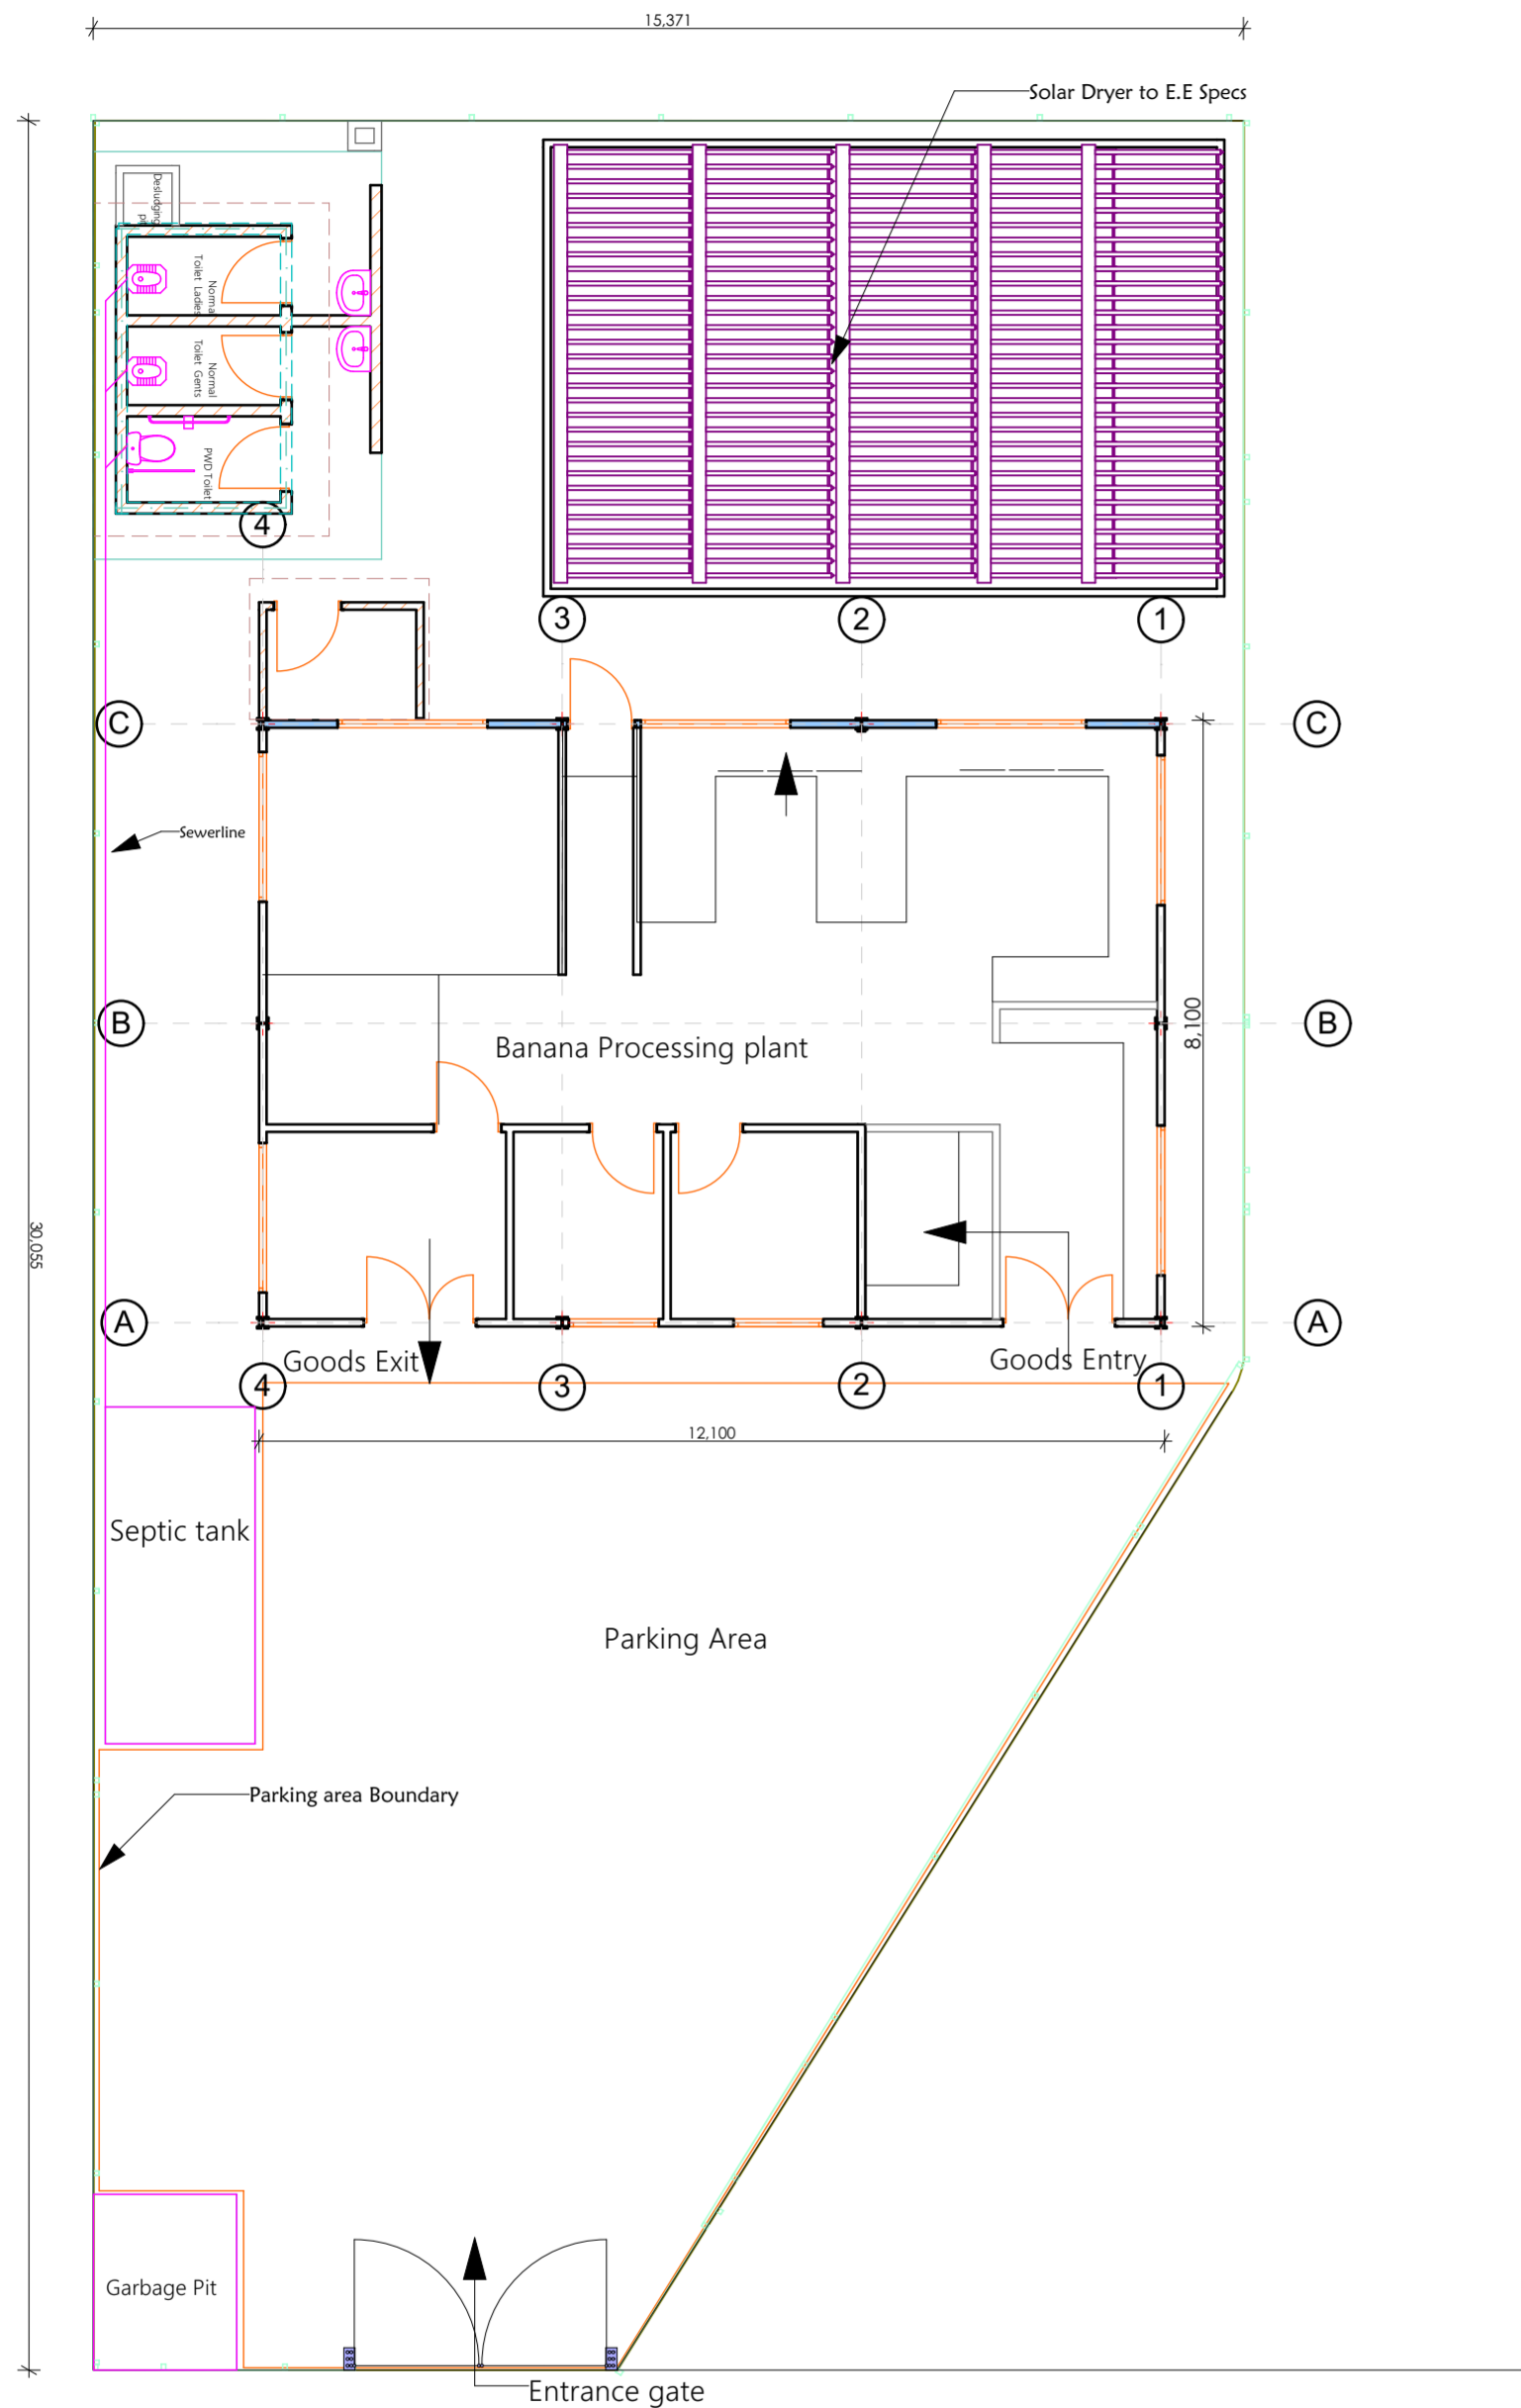 15,371
Solar Dryer to E.E Specs
30,055
Desludging
pit
Normal
Toilet Ladies
Normal
Toilet Gents
PWD Toilet
4
3
2
1
C
C
Sewerline
B
B
8,100
Banana Processing plant
A
A
Goods Exit
Goods Entry
4
3
2
1
12,100
Septic tank
Parking Area
Parking area Boundary
Garbage Pit
Entrance gate